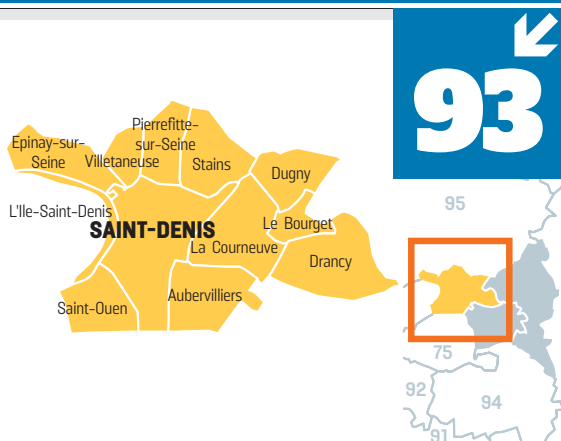 93
Pierrefitte-
sur-Seine
Epinay-sur-
Seine
Villetaneuse
Stains
Dugny
L'Ile-Saint-Denis
SAINT-DENIS
Le Bourget
La Courneuve
Drancy
Saint-Ouen
Aubervilliers
95
75
92
94
91